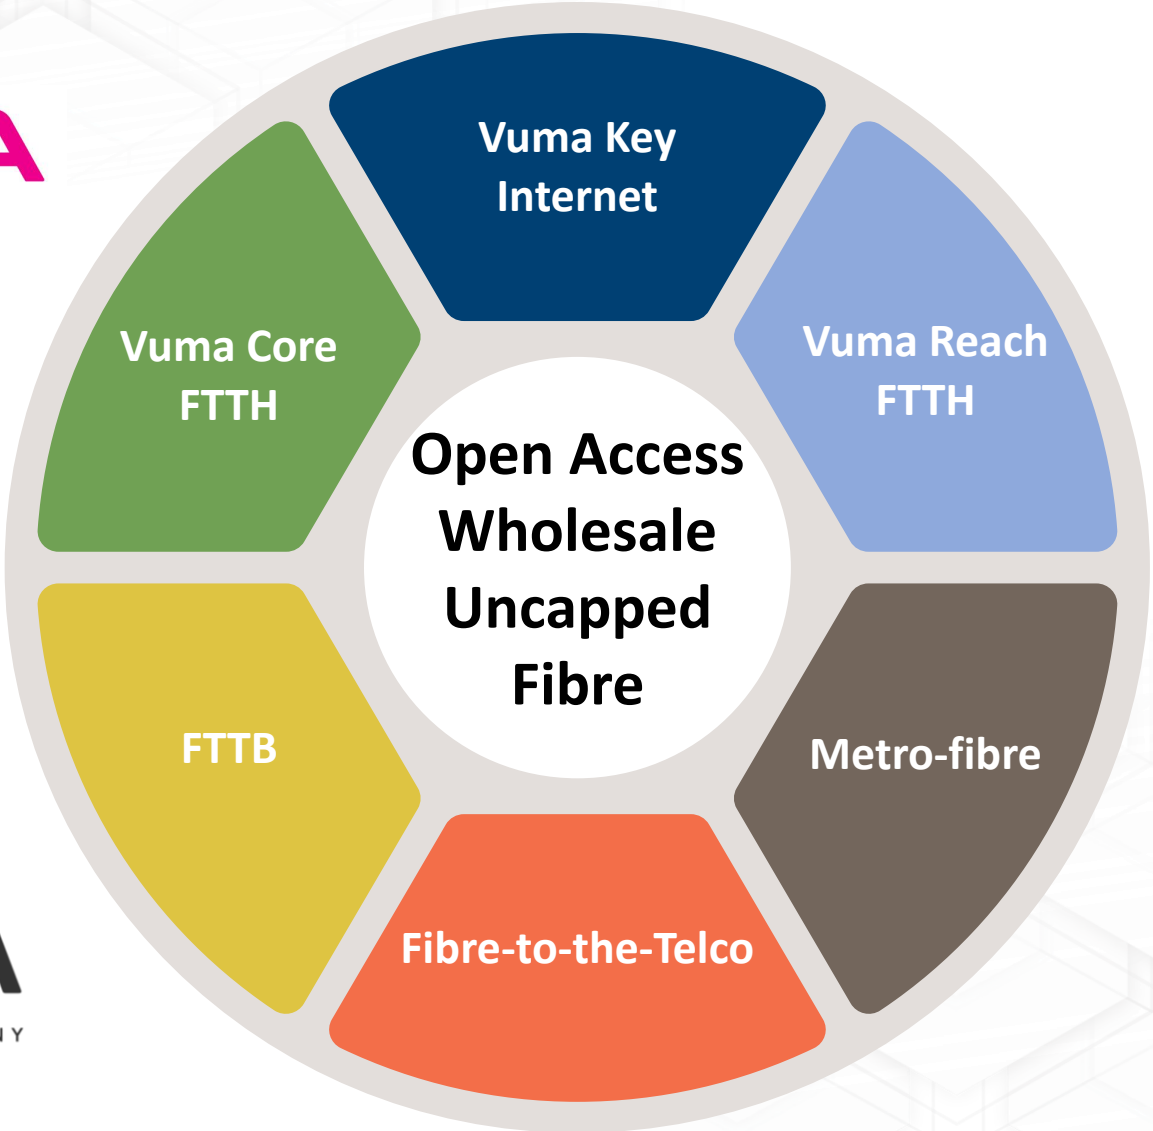 Vuma Key
Internet
Vuma Reach
FTTH
Vuma Core
FTTH
Open Access
Wholesale
Uncapped
Fibre
Metro-fibre
FTTB
Fibre-to-the-Telco